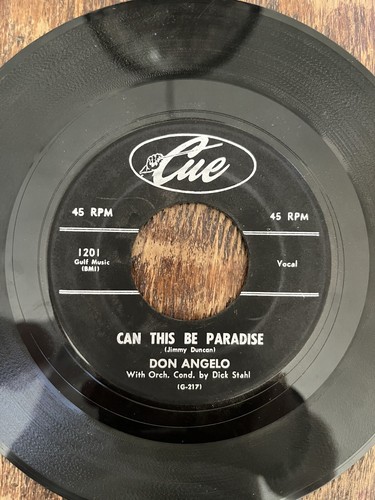 Cue
45 RPM
45 RPM
1201
Gulf Music
(BMI)
Vocal
CAN THIS BE PARADISE
(Jimmy Duncan)
DON ANGELO
With Orch. Cond. by Dick Stahl
(G-217)